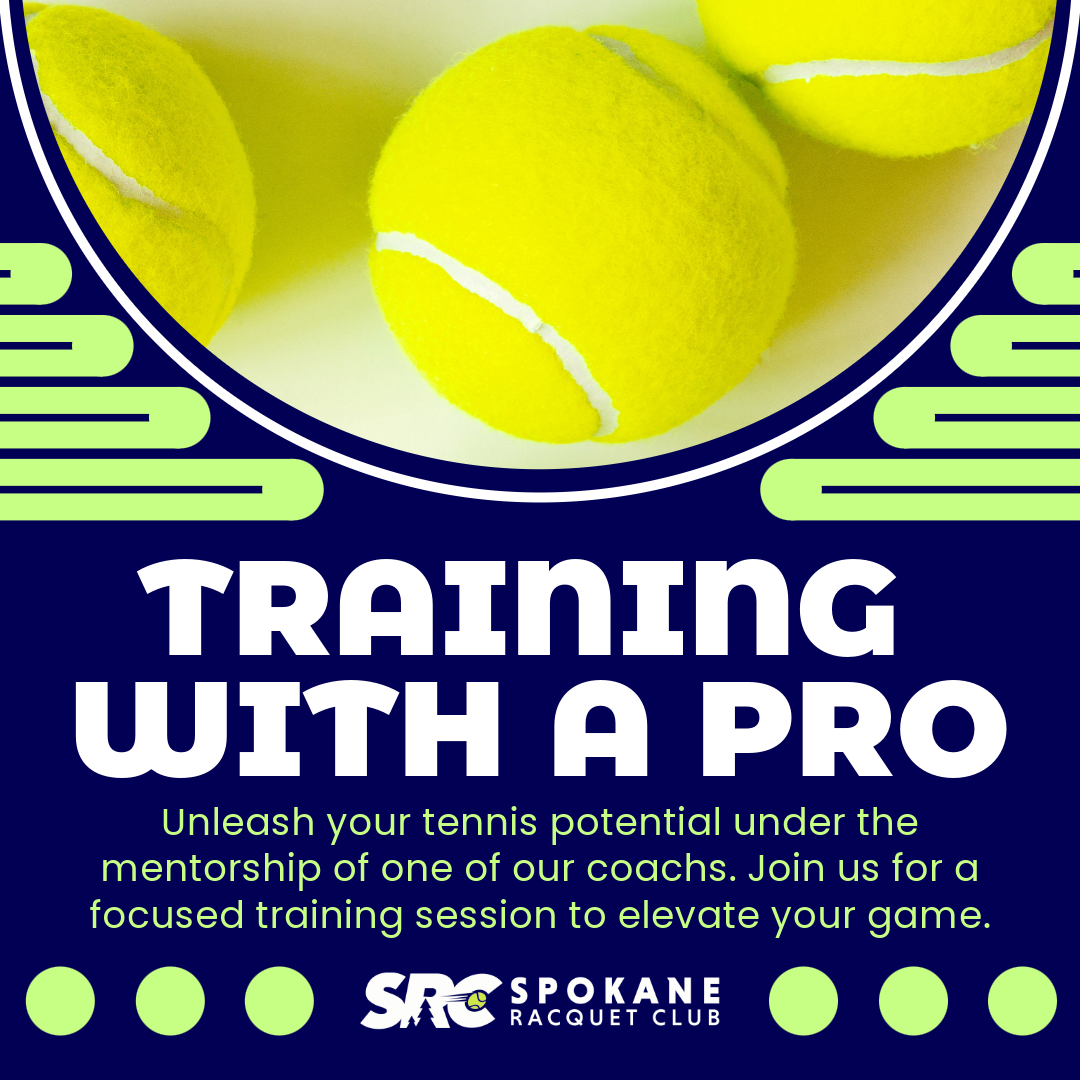 TRAINING
WITH A PRO
Unleash your tennis potential under the
mentorship of one of our coachs. Join us for a
focused training session to elevate your game.
SRC SPOKANE
RACQUET CLUB